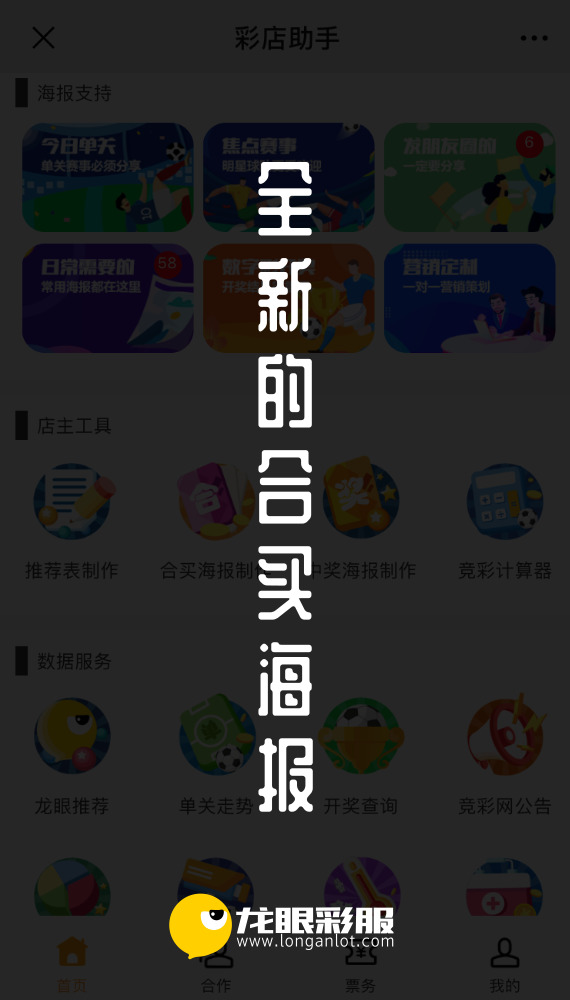 彩店助手
海报支持
今日单关
单关赛事必须分享
焦点赛事
明星球
迎
发朋友圈的
一定要分享
6
日常需要的
常用海报都在这里
58
数字
开奖结
营销定制
一对一营销策划
店主工具
推荐表制作
合买海报制作
中奖海报制作
竞彩计算器
数据服务
龙眼推荐
单关走势
开奖查询
竞彩网公告
全新的合买海报
龙眼彩服
www.longanlot.com
首页
合作
票务
我的